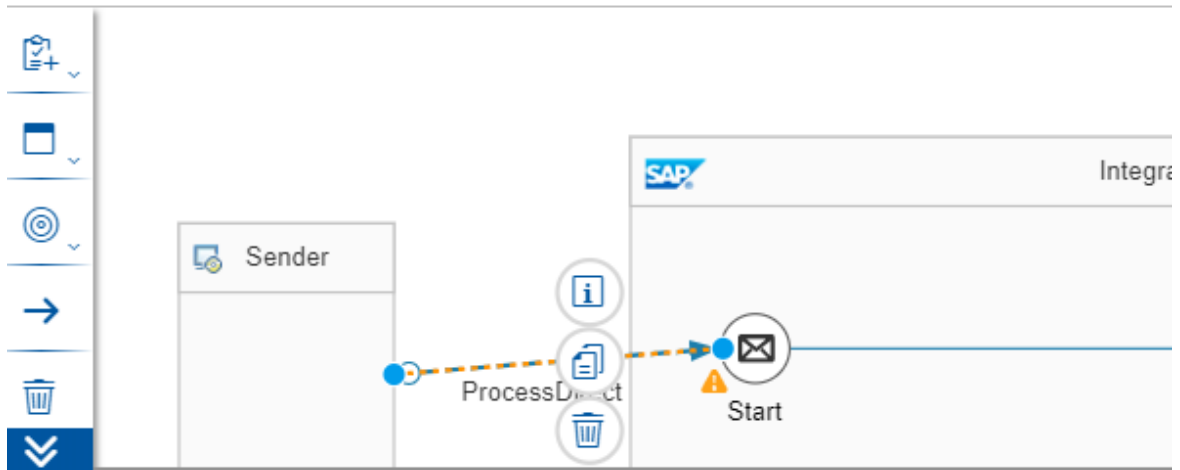 SAP
Integra
Sender
ProcessDirect
Start